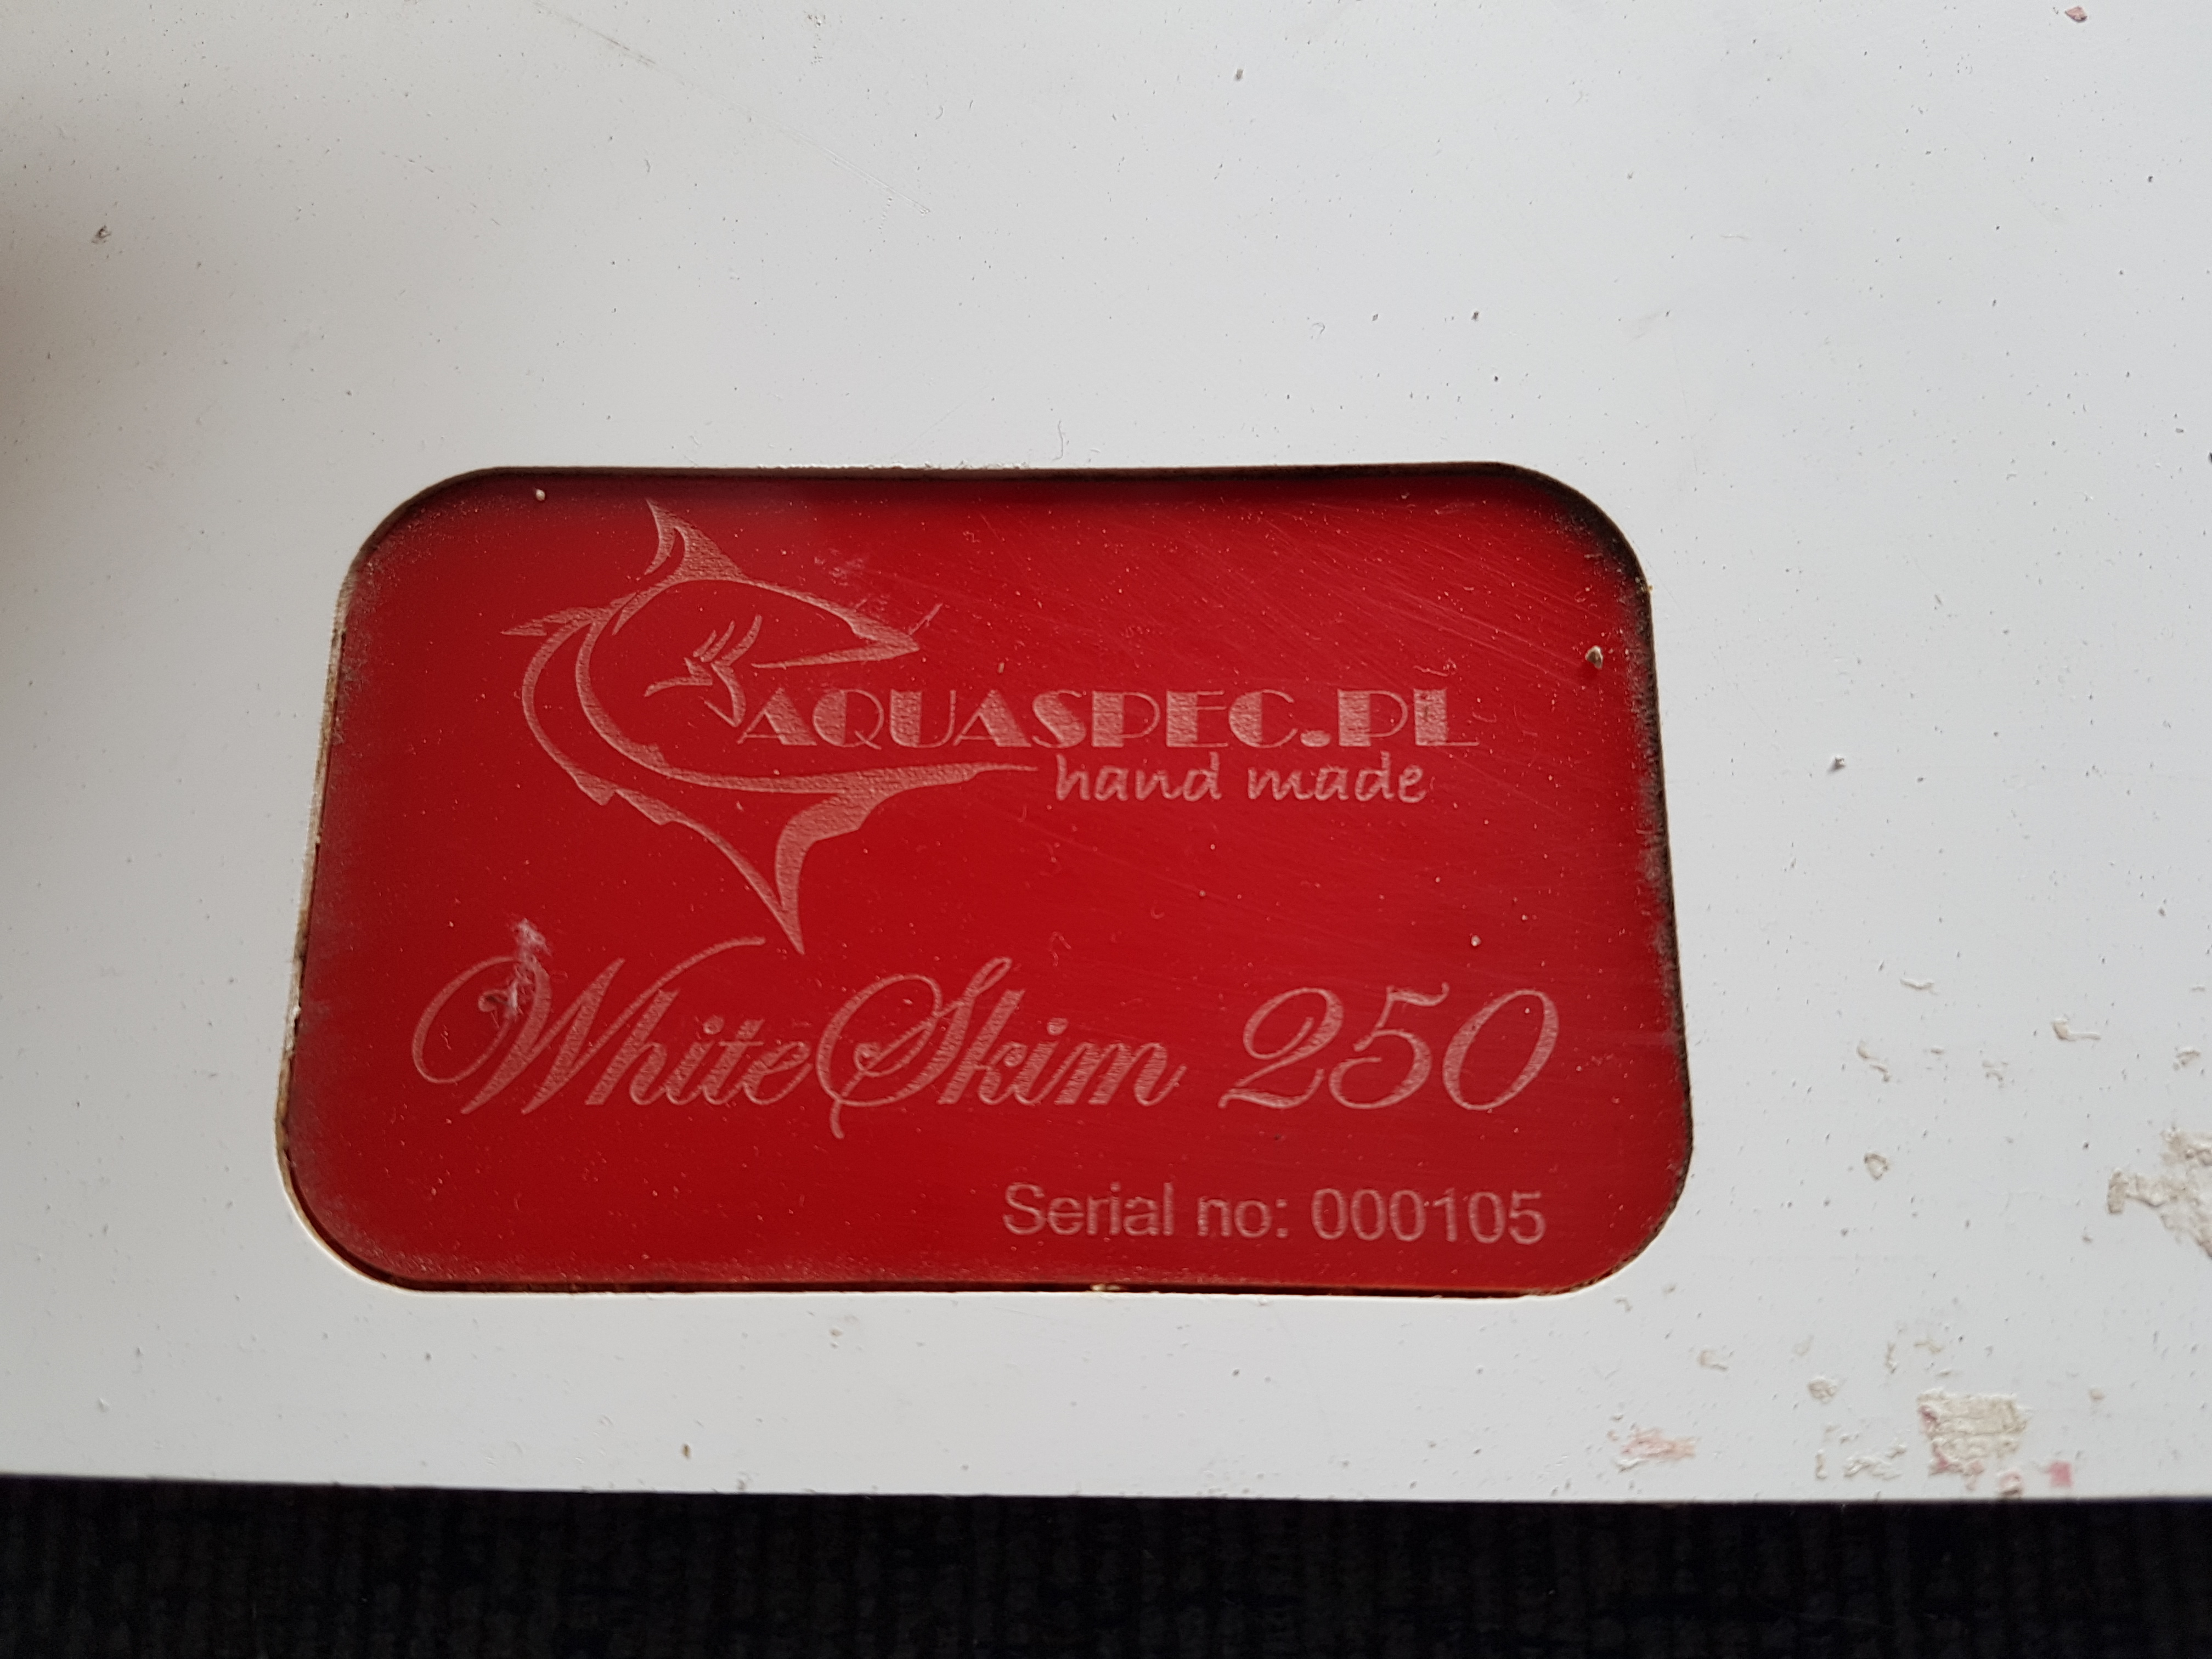 AQUASPEC.PL
hand made
WhiteSkim 250
Serial no: 000105